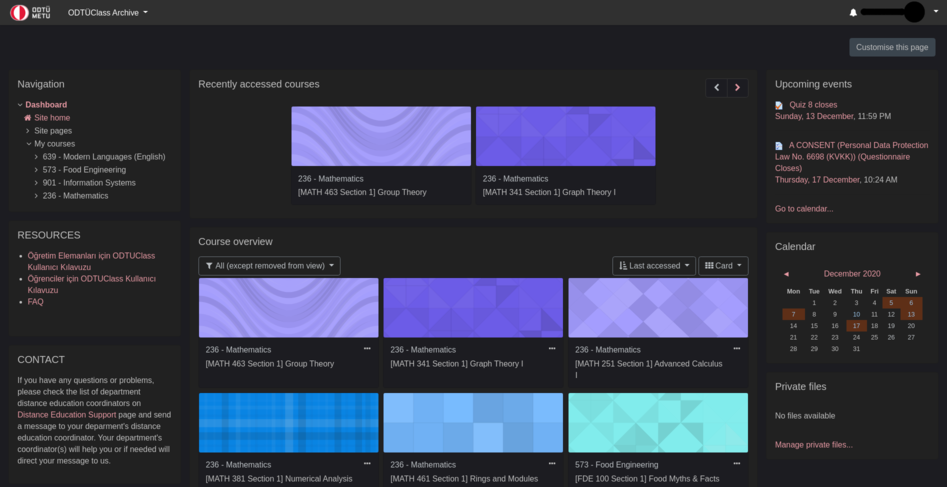 ODTÜ
METU
ODTÜClass Archive
Customise this page
Navigation
Dashboard
Site home
Site pages
My courses
639 - Modern Languages (English)
573 - Food Engineering
901 - Information Systems
236 - Mathematics
RESOURCES
Öğretim Elemanları için ODTUClass
Kullanıcı Kılavuzu
Öğrenciler için ODTUClass Kullanıcı
Kılavuzu
FAQ
CONTACT
If you have any questions or problems,
please check the list of department
distance education coordinators on
Distance Education Support page and send
a message to your deparment's distance
education coordinator. Your department's
coordinator(s) will help you or if needed will
direct your message to us.
Recently accessed courses
236 - Mathematics
[MATH 463 Section 1] Group Theory
236 - Mathematics
[MATH 341 Section 1] Graph Theory I
Course overview
All (except removed from view)
Last accessed
Card
236 - Mathematics
[MATH 463 Section 1] Group Theory
236 - Mathematics
[MATH 341 Section 1] Graph Theory I
236 - Mathematics
[MATH 251 Section 1] Advanced Calculus
I
236 - Mathematics
[MATH 381 Section 1] Numerical Analysis
236 - Mathematics
[MATH 461 Section 1] Rings and Modules
573 - Food Engineering
[FDE 100 Section 1] Food Myths & Facts
Upcoming events
Quiz 8 closes
Sunday, 13 December, 11:59 PM
A CONSENT (Personal Data Protection
Law No. 6698 (KVKK)) (Questionnaire
Closes)
Thursday, 17 December, 10:24 AM
Go to calendar...
Calendar
December 2020
Mon Tue Wed Thu Fri Sat Sun
1 2 3 4 5 6
7 8 9 10 11 12 13
14 15 16 17 18 19 20
21 22 23 24 25 26 27
28 29 30 31
Private files
No files available
Manage private files...